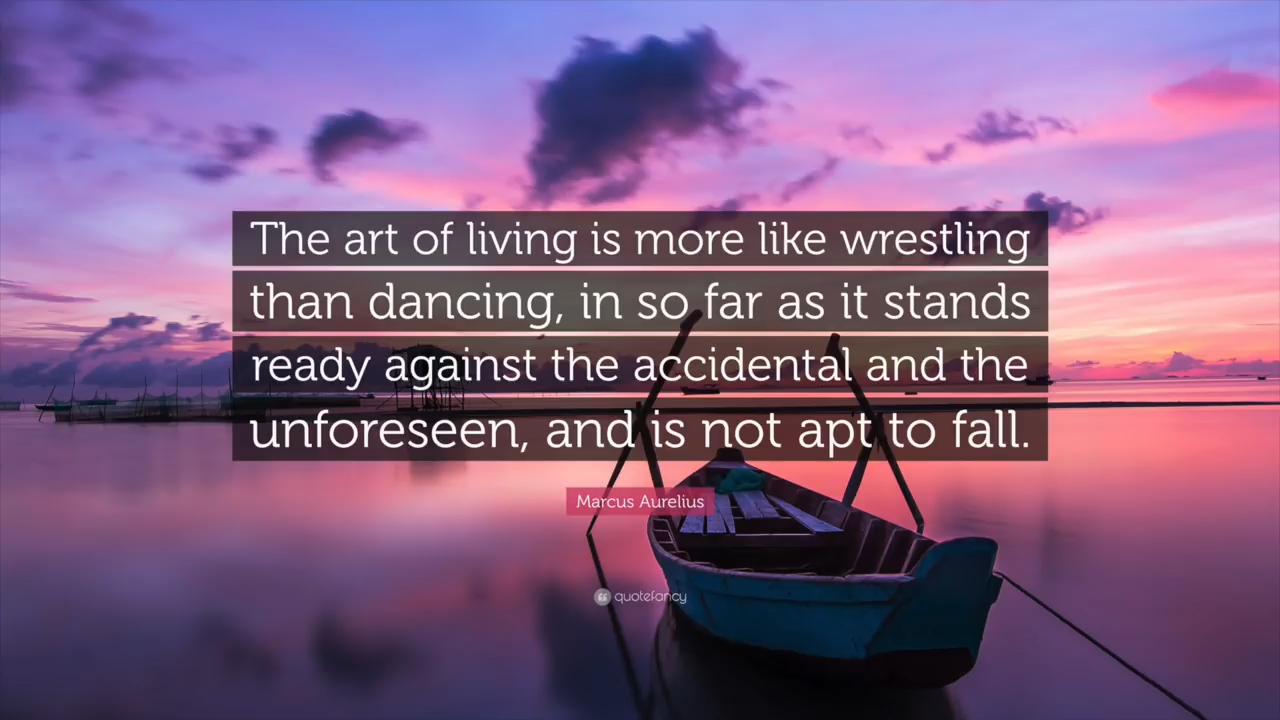 The art of living is more like wrestling
than dancing, in so far as it stands
ready against the accidental and the
unforeseen, and is not apt to fall.
Marcus Aurelius
quotefancy